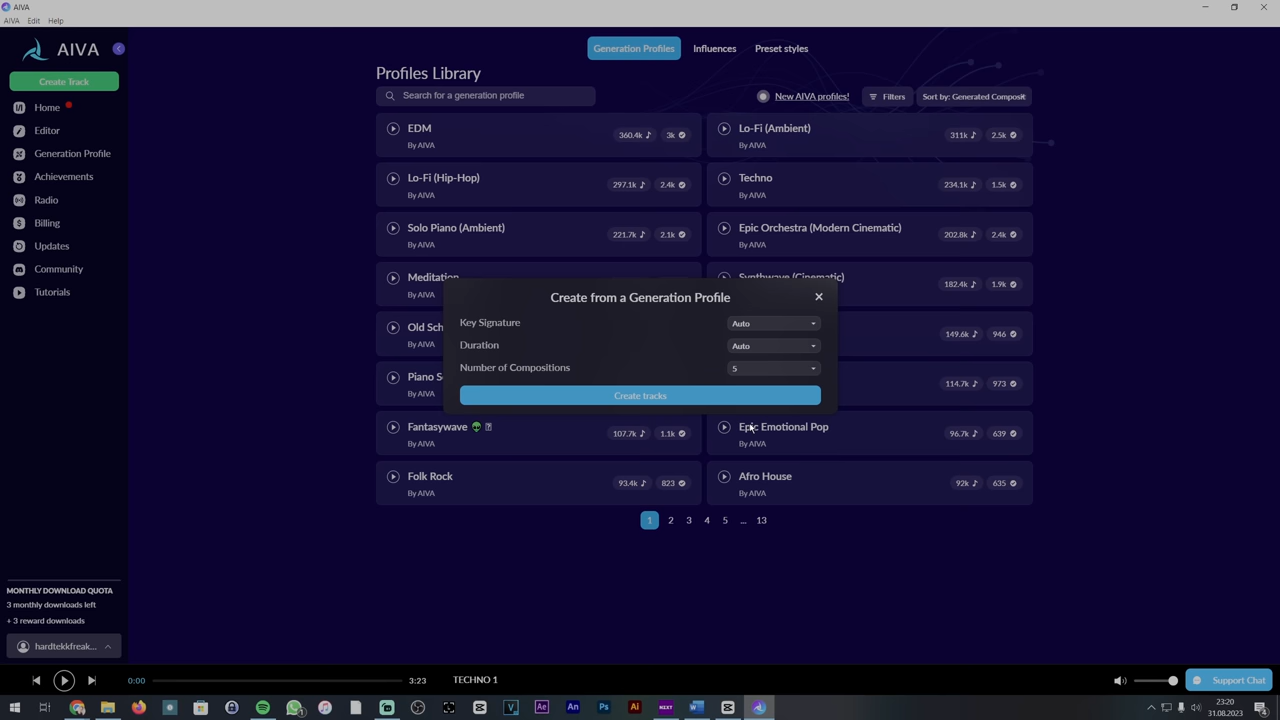 AIVA
AIVA Edit Help
AIVA
Create Track
Home
Editor
Generation Profile
Achievements
Radio
Billing
Updates
Community
Tutorials
MONTHLY DOWNLOAD QUOTA
3 monthly downloads left
+ 3 reward downloads
hardtekkfreak...
Generation Profiles Influences Preset styles
Profiles Library
Search for a generation profile
New AIVA profiles!
Filters
Sort by: Generated Composit
EDM
By AIVA
360.4k 3k
Lo-Fi (Ambient)
By AIVA
311k 2.5k
Lo-Fi (Hip-Hop)
By AIVA
297.1k 2.4k
Techno
By AIVA
234.1k 1.5k
Solo Piano (Ambient)
By AIVA
221.7k 2.1k
Epic Orchestra (Modern Cinematic)
By AIVA
202.8k 2.4k
Meditation
By AIVA
Synthwave (Cinematic)
182.4k 1.9k
Old Sch
By AIVA
149.6k 946
Piano S
By AIVA
114.7k 973
Create from a Generation Profile
Key Signature Auto
Duration Auto
Number of Compositions 5
Create tracks
Fantasywave
By AIVA
107.7k 1.1k
Epic Emotional Pop
By AIVA
96.7k 639
Folk Rock
By AIVA
93.4k 823
Afro House
By AIVA
92k 635
1 2 3 4 5 ... 13
0:00 3:23 TECHNO 1
Support Chat
Ae An Ps Ai NEXT
23:20
31.08.2023